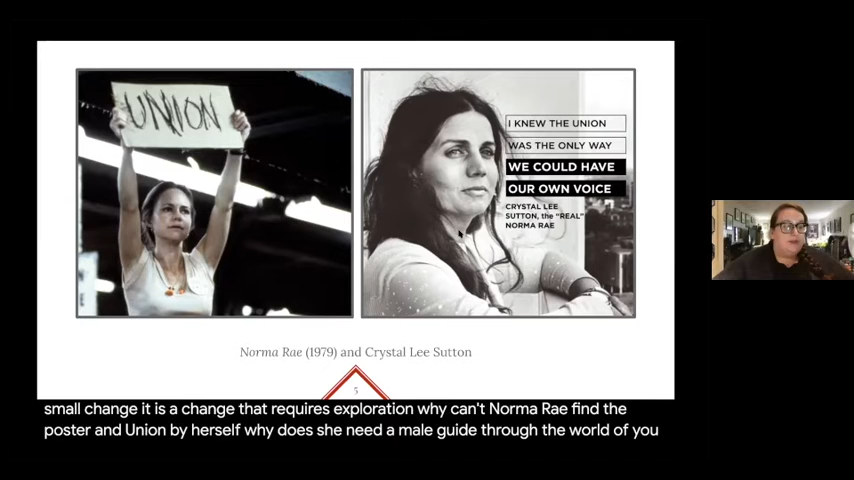 UNION
I KNEW THE UNION
WAS THE ONLY WAY
WE COULD HAVE
OUR OWN VOICE
CRYSTAL LEE
SUTTON, the "REAL"
NORMA RAE
Norma Rae (1979) and Crystal Lee Sutton
5
small change it is a change that requires exploration why can't Norma Rae find the
poster and Union by herself why does she need a male guide through the world of you